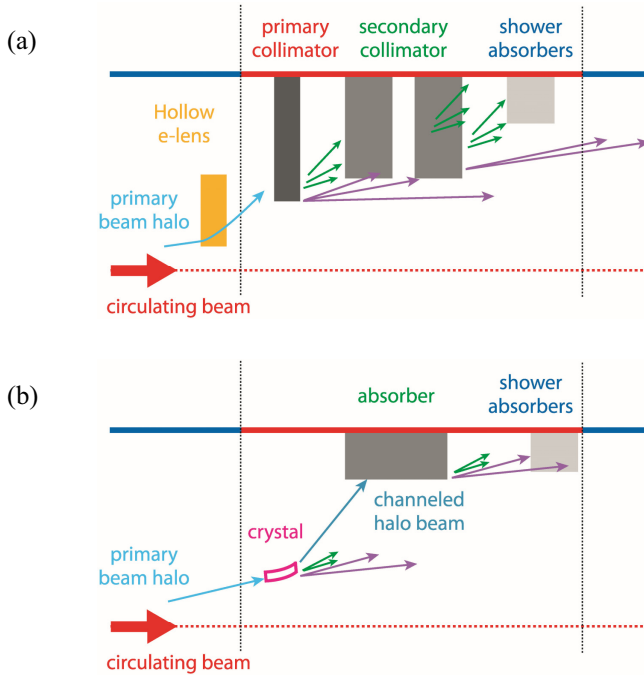 (a)
primary
collimator
secondary
collimator
shower
absorbers
Hollow
e-lens
primary
beam halo
circulating beam
(b)
absorber
shower
absorbers
channeled
halo beam
crystal
primary
beam halo
circulating beam